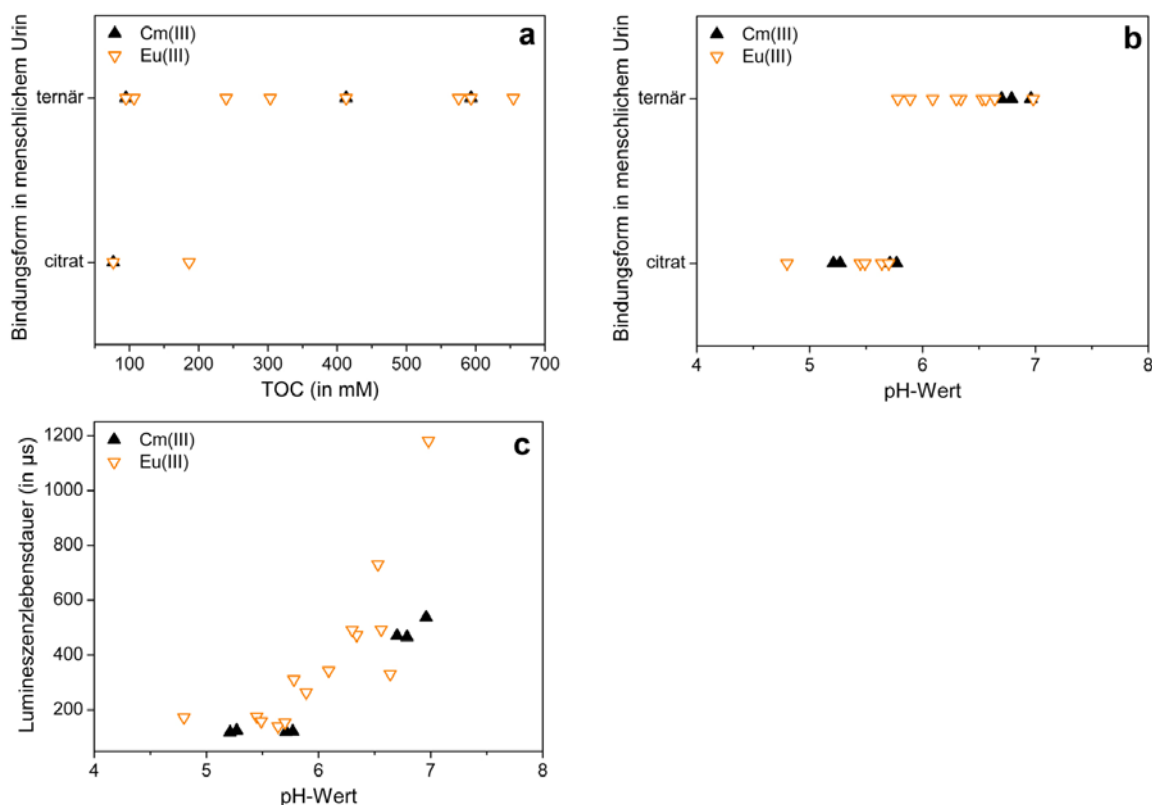 Cm(III)
Eu(III)
a
Bindungsform in menschlichem Urin
ternär
citrat
100 200 300 400 500 600 700
TOC (in mM)
Cm(III)
Eu(III)
b
Bindungsform in menschlichem Urin
ternär
citrat
4 5 6 7 8
pH-Wert
Cm(III)
Eu(III)
c
Lumineszenzlebensdauer (in µs)
1200
1000
800
600
400
200
4 5 6 7 8
pH-Wert